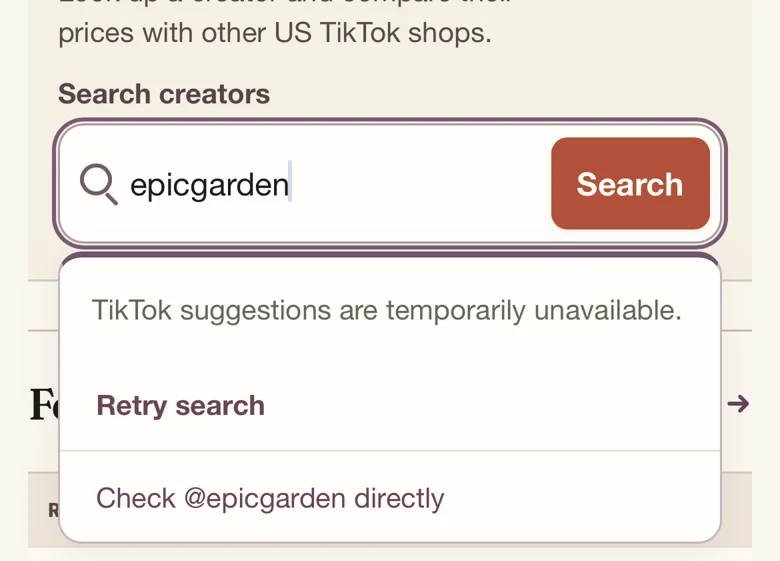 prices with other US TikTok shops.
Search creators
epicgarden
Search
TikTok suggestions are temporarily unavailable.
Retry search
→
Check @epicgarden directly